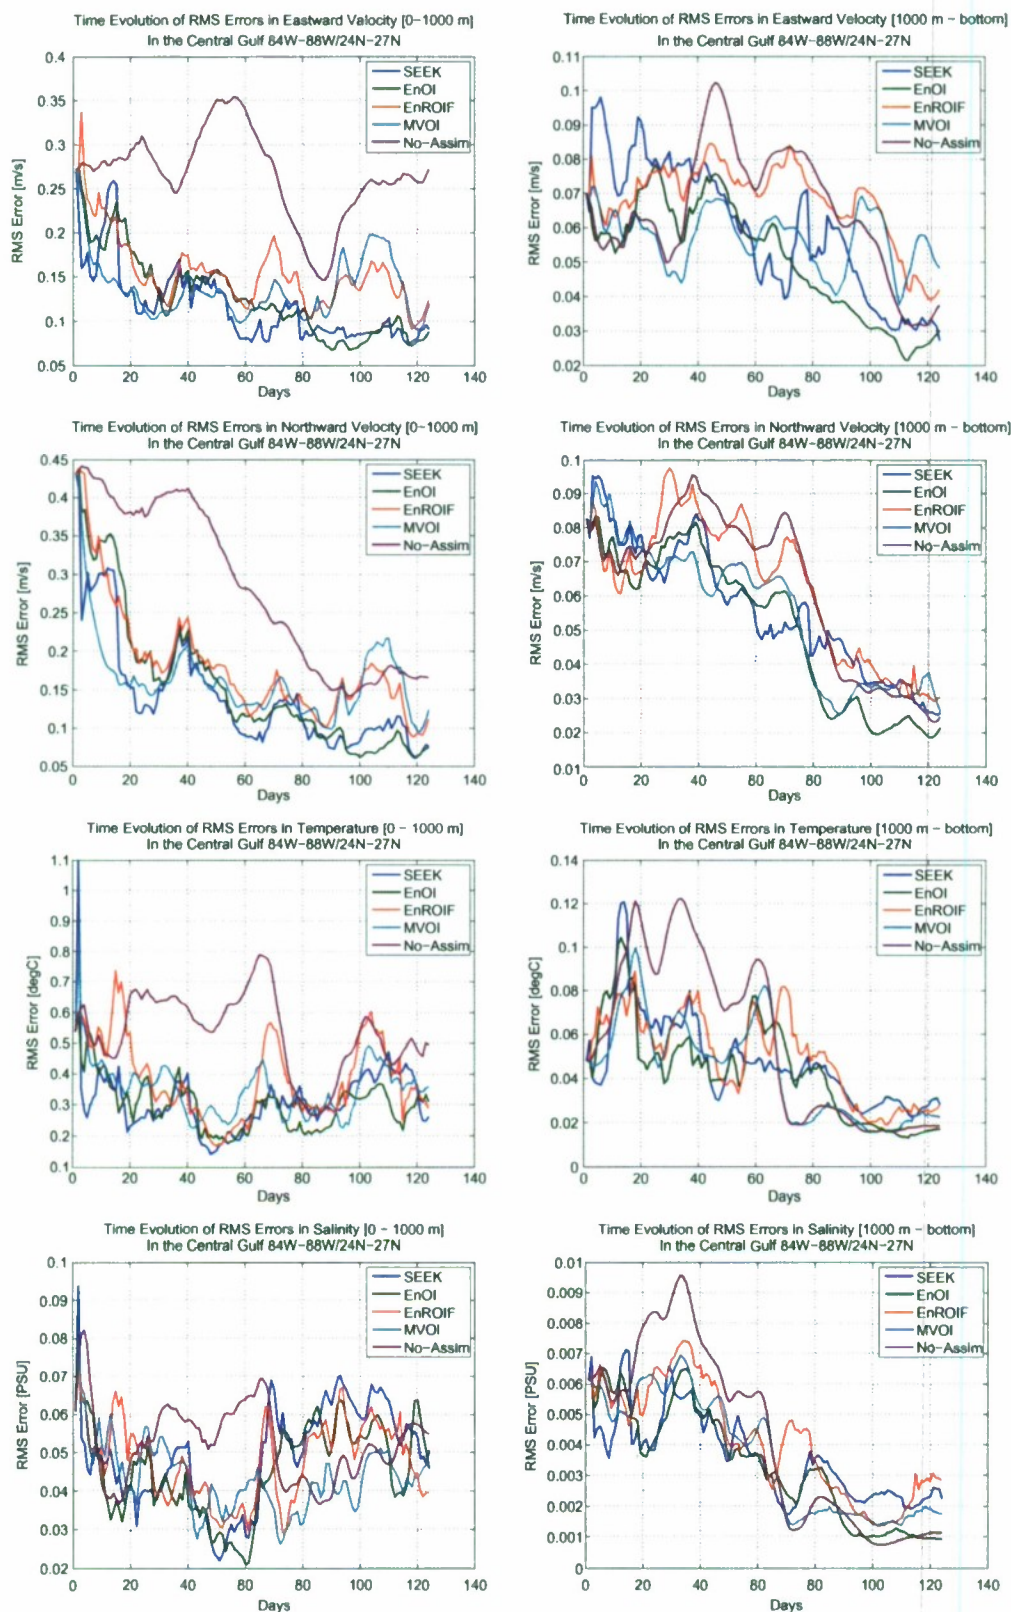 Time Evolution of RMS Errors in Eastward Velocity [0-1000 m]
In the Central Gulf 84W-88W/24N-27N
0.4
0.35
0.3
0.25
0.2
0.15
0.1
0.05
RMS Error [m/s]
SEEK
EnOI
EnROIF
MVOI
No-Assim
0 20 40 60 80 100 120 140
Days
Time Evolution of RMS Errors in Eastward Velocity [1000 m - bottom]
In the Central Gulf 84W-88W/24N-27N
0.11
0.1
0.09
0.08
0.07
0.06
0.05
0.04
0.03
0.02
RMS Error [m/s]
SEEK
EnOI
EnROIF
MVOI
No-Assim
0 20 40 60 80 100 120 140
Days
Time Evolution of RMS Errors in Northward Velocity [0-1000 m]
In the Central Gulf 84W-88W/24N-27N
0.45
0.4
0.35
0.3
0.25
0.2
0.15
0.1
0.05
RMS Error [m/s]
SEEK
EnOI
EnROIF
MVOI
No-Assim
0 20 40 60 80 100 120 140
Days
Time Evolution of RMS Errors in Northward Velocity [1000 m - bottom]
In the Central Gulf 84W-88W/24N-27N
0.1
0.09
0.08
0.07
0.06
0.05
0.04
0.03
0.02
0.01
RMS Error [m/s]
SEEK
EnOI
EnROIF
MVOI
No-Assim
0 20 40 60 80 100 120 140
Days
Time Evolution of RMS Errors in Temperature [0 - 1000 m]
In the Central Gulf 84W-88W/24N-27N
1.1
1
0.9
0.8
0.7
0.6
0.5
0.4
0.3
0.2
0.1
RMS Error [degC]
SEEK
EnOI
EnROIF
MVOI
No-Assim
0 20 40 60 80 100 120 140
Days
Time Evolution of RMS Errors in Temperature [1000 m - bottom]
In the Central Gulf 84W-88W/24N-27N
0.14
0.12
0.1
0.08
0.06
0.04
0.02
0
RMS Error [degC]
SEEK
EnOI
EnROIF
MVOI
No-Assim
0 20 40 60 80 100 120 140
Days
Time Evolution of RMS Errors in Salinity [0 - 1000 m]
In the Central Gulf 84W-88W/24N-27N
0.1
0.09
0.08
0.07
0.06
0.05
0.04
0.03
0.02
RMS Error [PSU]
SEEK
EnOI
EnROIF
MVOI
No-Assim
0 20 40 60 80 100 120 140
Days
Time Evolution of RMS Errors in Salinity [1000 m - bottom]
In the Central Gulf 84W-88W/24N-27N
0.01
0.009
0.008
0.007
0.006
0.005
0.004
0.003
0.002
0.001
0
RMS Error [PSU]
SEEK
EnOI
EnROIF
MVOI
No-Assim
0 20 40 60 80 100 120 140
Days